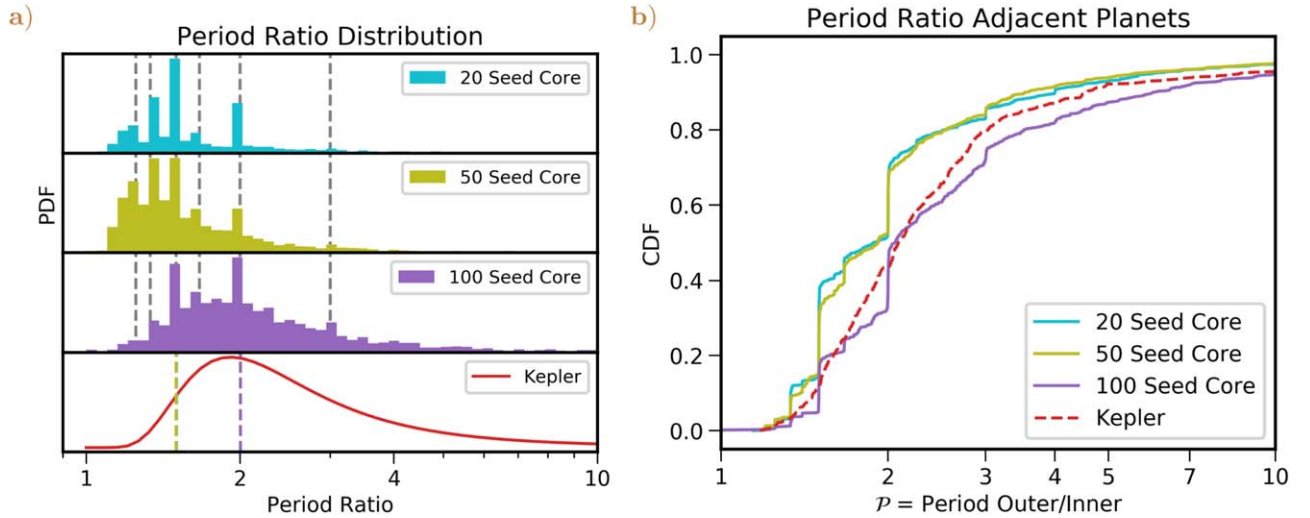 a)
Period Ratio Distribution
20 Seed Core
50 Seed Core
100 Seed Core
Kepler
PDF
1 2 4 10
Period Ratio
b)
Period Ratio Adjacent Planets
1.0
0.8
0.6
0.4
0.2
0.0
CDF
20 Seed Core
50 Seed Core
100 Seed Core
Kepler
1 2 3 4 5 7 10
𝒫 = Period Outer/Inner